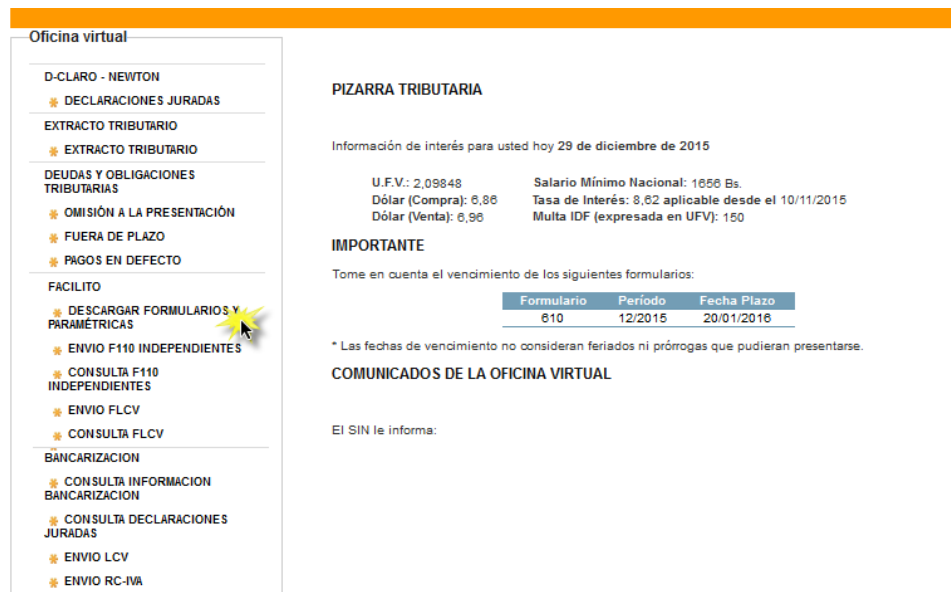 Oficina virtual
D-CLARO - NEWTON
DECLARACIONES JURADAS
EXTRACTO TRIBUTARIO
EXTRACTO TRIBUTARIO
DEUDAS Y OBLIGACIONES
TRIBUTARIAS
OMISIÓN A LA PRESENTACIÓN
FUERA DE PLAZO
PAGOS EN DEFECTO
FACILITO
DESCARGAR FORMULARIOS Y
PARAMÉTRICAS
ENVIO F110 INDEPENDIENTES
CONSULTA F110
INDEPENDIENTES
ENVIO FLCV
CONSULTA FLCV
BANCARIZACION
CONSULTA INFORMACION
BANCARIZACION
CONSULTA DECLARACIONES
JURADAS
ENVIO LCV
ENVIO RC-IVA
PIZARRA TRIBUTARIA
Información de interés para usted hoy 29 de diciembre de 2015
U.F.V.: 2,09848 Salario Mínimo Nacional: 1656 Bs.
Dólar (Compra): 6,86 Tasa de Interés: 8,62 aplicable desde el 10/11/2015
Dólar (Venta): 6,96 Multa IDF (expresada en UFV): 150
IMPORTANTE
Tome en cuenta el vencimiento de los siguientes formularios:
Formulario Período Fecha Plazo
610 12/2015 20/01/2016
* Las fechas de vencimiento no consideran feriados ni prórrogas que pudieran presentarse.
COMUNICADOS DE LA OFICINA VIRTUAL
El SIN le informa: